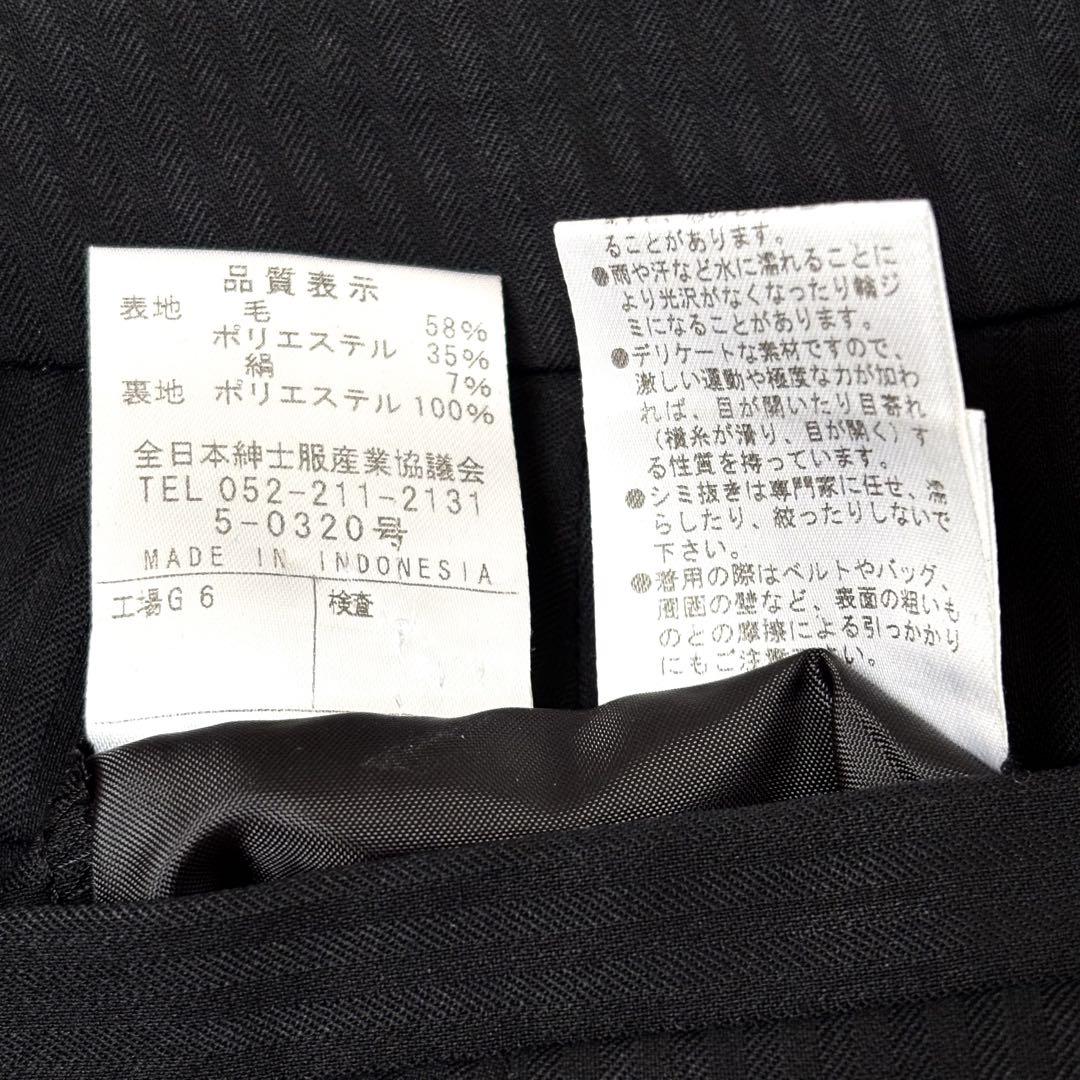 品質表示
表地 毛 58%
ポリエステル 35%
絹 7%
裏地 ポリエステル 100%
全日本紳士服産業協議会
TEL 052-211-2131
5-0320号
MADE IN INDONESIA
工場G 6 検査
ることがあります。
●雨や汗など水に濡れることに
より光沢がなくなったり輪ジ
ミになることがあります。
●デリケートな素材ですので、
激しい運動や極度な力が加わ
れば、目が開いたり目寄れ
(横糸が滑り、目が開く)す
る性質を持っています。
●シミ抜きは専門家に任せ、濡
らしたり、絞ったりしないで
下さい。
●着用の際はベルトやバッグ、
周囲の壁など、表面の粗いも
のとの摩擦による引っかかり
にもご注意下さい。